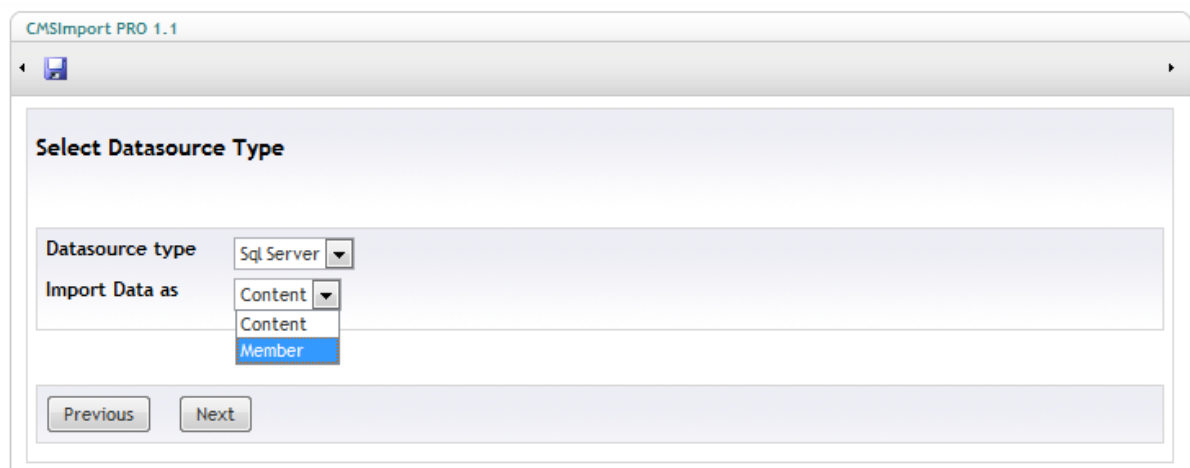 CMSImport PRO 1.1
Select Datasource Type
Datasource type Sql Server
Import Data as Content
Content
Member
Previous Next